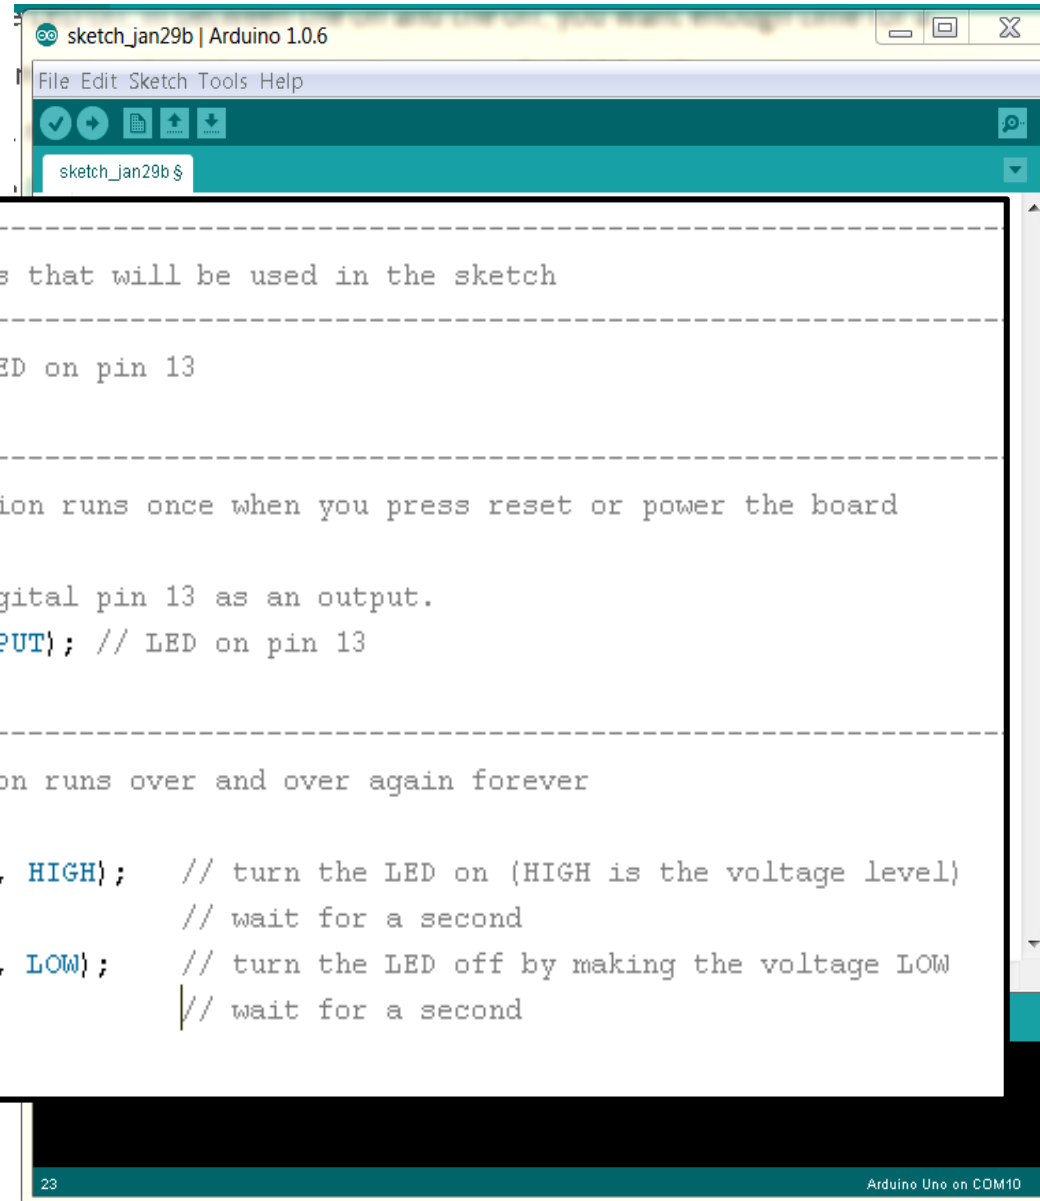 sketch_jan29b | Arduino 1.0.6
File Edit Sketch Tools Help
sketch_jan29b §
--------------------------------------------------------------
s that will be used in the sketch
--------------------------------------------------------------
ED on pin 13
--------------------------------------------------------------
ion runs once when you press reset or power the board
gital pin 13 as an output.
PUT); // LED on pin 13
--------------------------------------------------------------
on runs over and over again forever
, HIGH);   // turn the LED on (HIGH is the voltage level)
// wait for a second
, LOW);    // turn the LED off by making the voltage LOW
// wait for a second
23 Arduino Uno on COM10